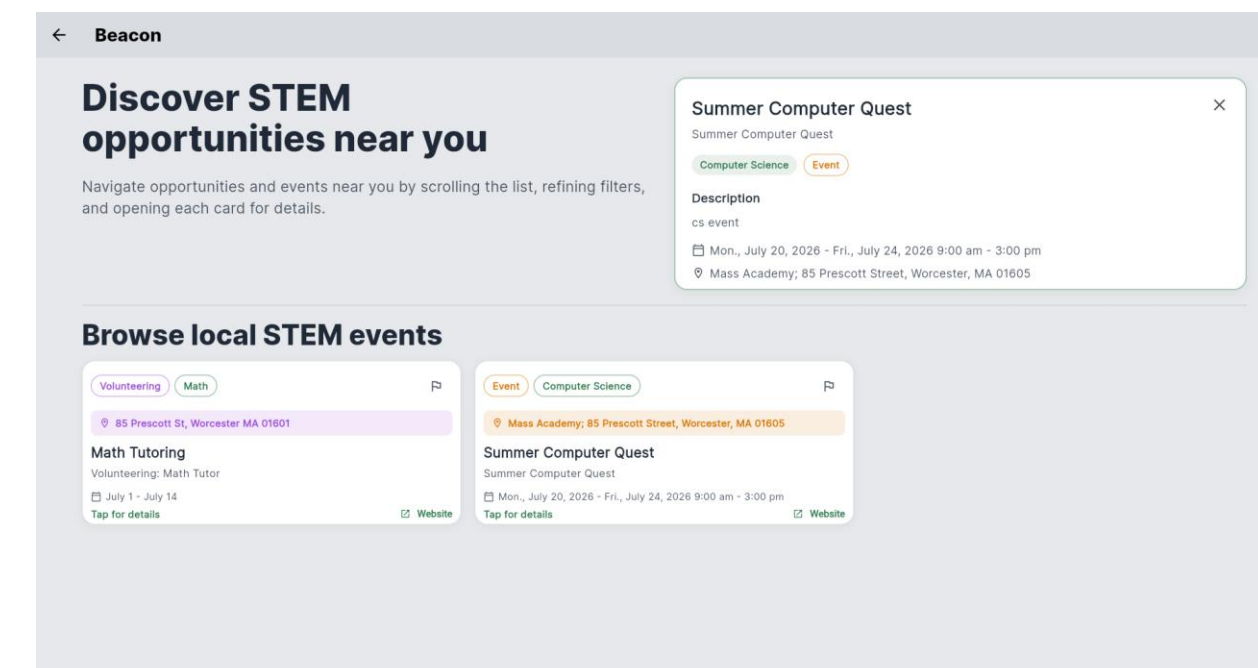 Beacon
Discover STEM
opportunities near you
Navigate opportunities and events near you by scrolling the list, refining filters,
and opening each card for details.
Summer Computer Quest
Summer Computer Quest
Computer Science
Event
Description
cs event
Mon., July 20, 2026 - Fri., July 24, 2026 9:00 am - 3:00 pm
Mass Academy; 85 Prescott Street, Worcester, MA 01605
Browse local STEM events
Volunteering
Math
85 Prescott St, Worcester MA 01601
Math Tutoring
Volunteering: Math Tutor
July 1 - July 14
Tap for details
Website
Event
Computer Science
Mass Academy; 85 Prescott Street, Worcester, MA 01605
Summer Computer Quest
Summer Computer Quest
Mon., July 20, 2026 - Fri., July 24, 2026 9:00 am - 3:00 pm
Tap for details
Website